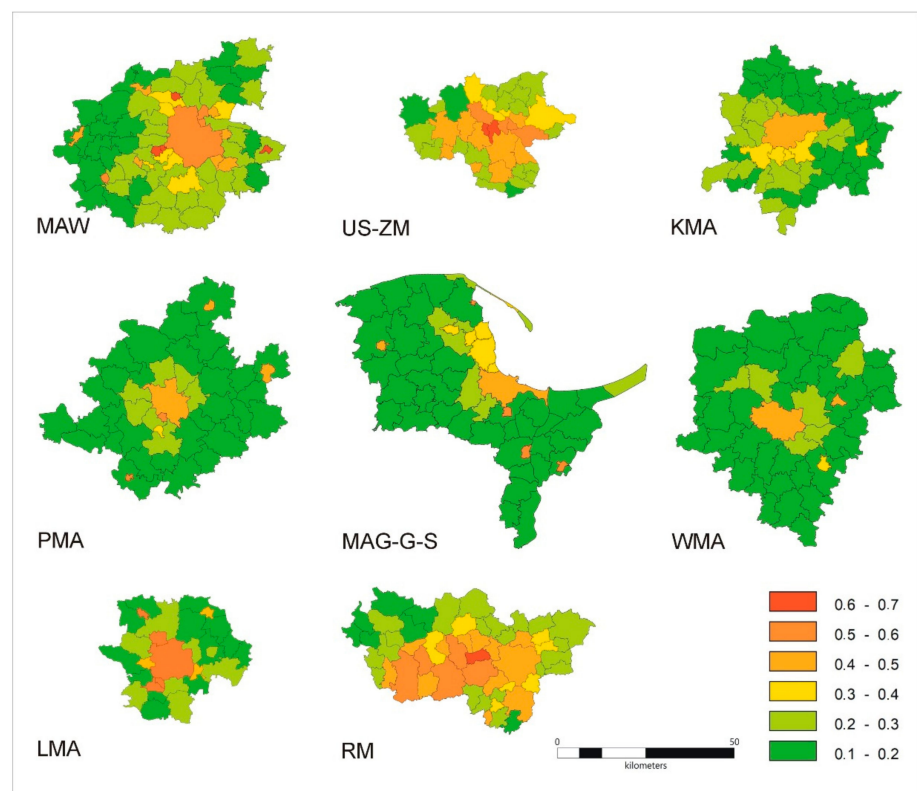 MAW
US-ZM
KMA
PMA
MAG-G-S
WMA
LMA
RM
0.6 - 0.7
0.5 - 0.6
0.4 - 0.5
0.3 - 0.4
0.2 - 0.3
0.1 - 0.2
0 50
kilometers